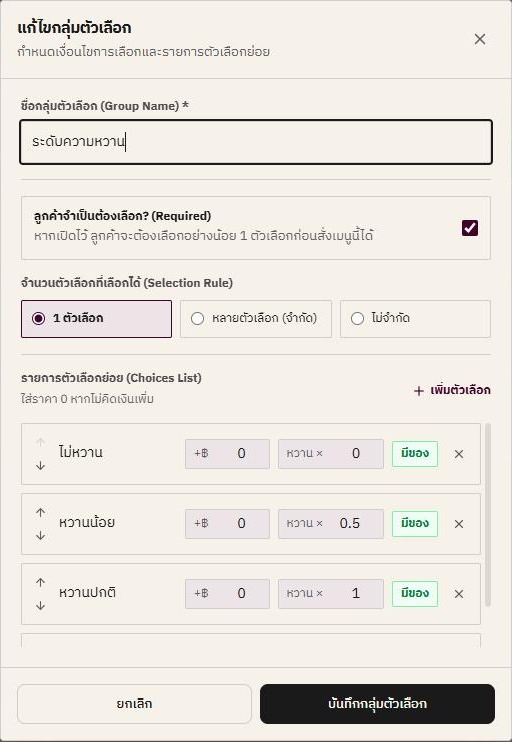 แก้ไขกลุ่มตัวเลือก
กำหนดเงื่อนไขการเลือกและรายการตัวเลือกย่อย
ชื่อกลุ่มตัวเลือก (Group Name) *
ระดับความหวาน
ลูกค้าจำเป็นต้องเลือก? (Required)
หากเปิดไว้ ลูกค้าจะต้องเลือกอย่างน้อย 1 ตัวเลือกก่อนสั่งเมนูนี้ได้
จำนวนตัวเลือกที่เลือกได้ (Selection Rule)
1 ตัวเลือก หลายตัวเลือก (จำกัด) ไม่จำกัด
รายการตัวเลือกย่อย (Choices List)
+ เพิ่มตัวเลือก
ใส่ราคา 0 หากไม่คิดเงินเพิ่ม
ไม่หวาน +฿ 0 หวาน × 0 มีของ
หวานน้อย +฿ 0 หวาน × 0.5 มีของ
หวานปกติ +฿ 0 หวาน × 1 มีของ
ยกเลิก บันทึกกลุ่มตัวเลือก